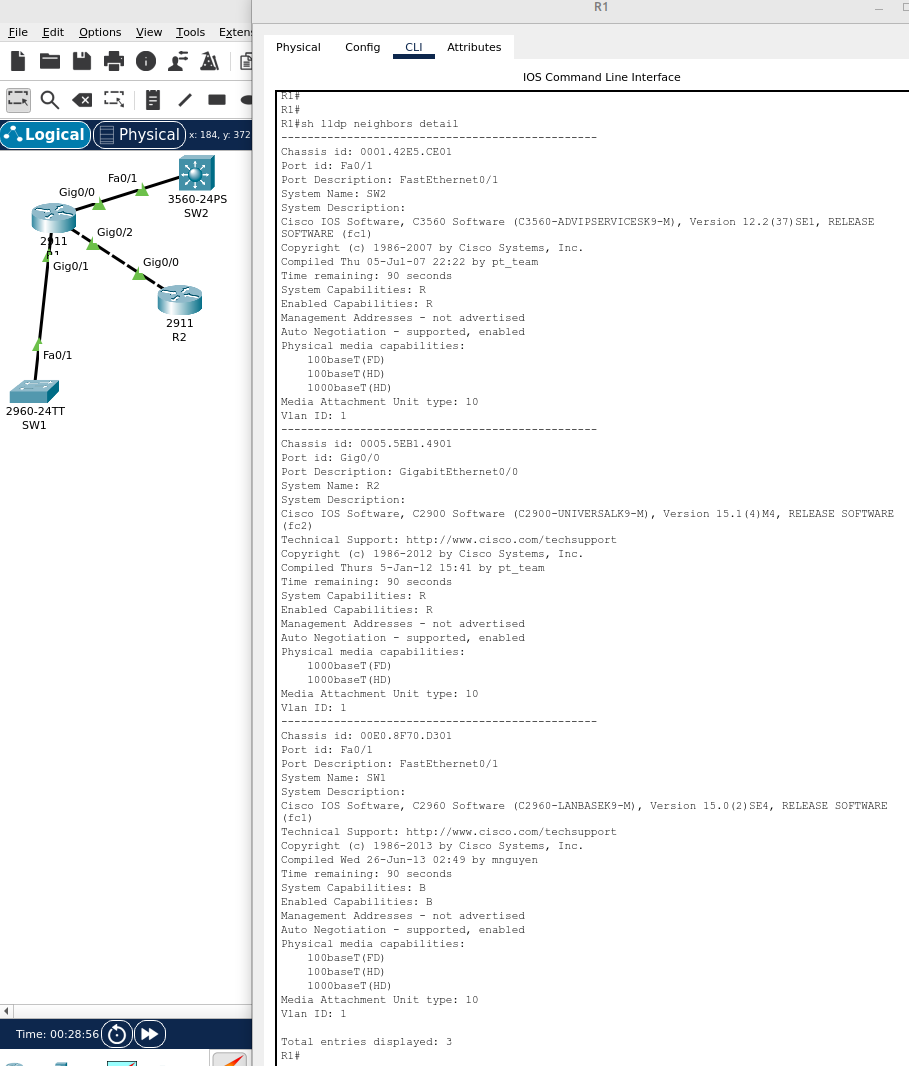 R1
File Edit Options View Tools Exten
Logical Physical x: 184, y: 372
Fa0/1
Gig0/0
3560-24PS
SW2
2911
R1
Gig0/2
Gig0/1
Gig0/0
2911
R2
Fa0/1
2960-24TT
SW1
Time: 00:28:56
Physical Config CLI Attributes
IOS Command Line Interface
R1#
R1#
R1#sh lldp neighbors detail
------------------------------------------------
Chassis id: 0001.42E5.CE01
Port id: Fa0/1
Port Description: FastEthernet0/1
System Name: SW2
System Description:
Cisco IOS Software, C3560 Software (C3560-ADVIPSERVICESK9-M), Version 12.2(37)SE1, RELEASE
SOFTWARE (fc1)
Copyright (c) 1986-2007 by Cisco Systems, Inc.
Compiled Thu 05-Jul-07 22:22 by pt_team
Time remaining: 90 seconds
System Capabilities: R
Enabled Capabilities: R
Management Addresses - not advertised
Auto Negotiation - supported, enabled
Physical media capabilities:
100baseT(FD)
100baseT(HD)
1000baseT(HD)
Media Attachment Unit type: 10
Vlan ID: 1
------------------------------------------------
Chassis id: 0005.5EB1.4901
Port id: Gig0/0
Port Description: GigabitEthernet0/0
System Name: R2
System Description:
Cisco IOS Software, C2900 Software (C2900-UNIVERSALK9-M), Version 15.1(4)M4, RELEASE SOFTWARE
(fc2)
Technical Support: http://www.cisco.com/techsupport
Copyright (c) 1986-2012 by Cisco Systems, Inc.
Compiled Thurs 5-Jan-12 15:41 by pt_team
Time remaining: 90 seconds
System Capabilities: R
Enabled Capabilities: R
Management Addresses - not advertised
Auto Negotiation - supported, enabled
Physical media capabilities:
1000baseT(FD)
1000baseT(HD)
Media Attachment Unit type: 10
Vlan ID: 1
------------------------------------------------
Chassis id: 00E0.8F70.D301
Port id: Fa0/1
Port Description: FastEthernet0/1
System Name: SW1
System Description:
Cisco IOS Software, C2960 Software (C2960-LANBASEK9-M), Version 15.0(2)SE4, RELEASE SOFTWARE
(fc1)
Technical Support: http://www.cisco.com/techsupport
Copyright (c) 1986-2013 by Cisco Systems, Inc.
Compiled Wed 26-Jun-13 02:49 by mnguyen
Time remaining: 90 seconds
System Capabilities: B
Enabled Capabilities: B
Management Addresses - not advertised
Auto Negotiation - supported, enabled
Physical media capabilities:
100baseT(FD)
100baseT(HD)
1000baseT(HD)
Media Attachment Unit type: 10
Vlan ID: 1
Total entries displayed: 3
R1#